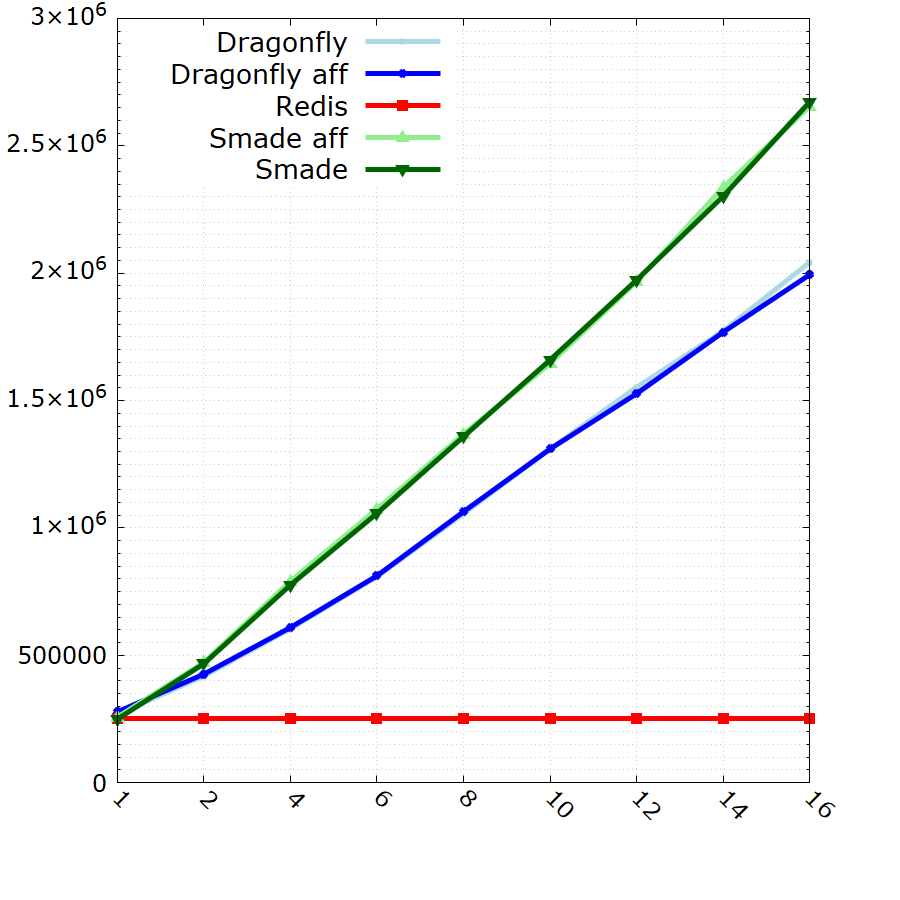 3×10⁶
2.5×10⁶
2×10⁶
1.5×10⁶
1×10⁶
500000
0
Dragonfly
Dragonfly aff
Redis
Smade aff
Smade
1 2 4 6 8 10 12 14 16